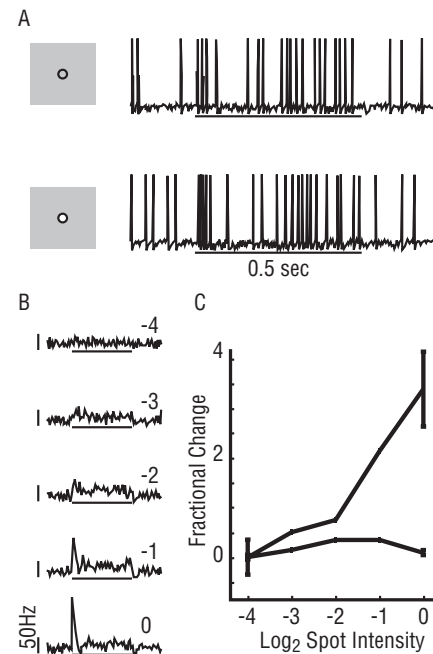 A
0.5 sec
B
-4
-3
-2
-1
0
50Hz
C
Fractional Change
4
2
0
-4 -3 -2 -1 0
Log2 Spot Intensity